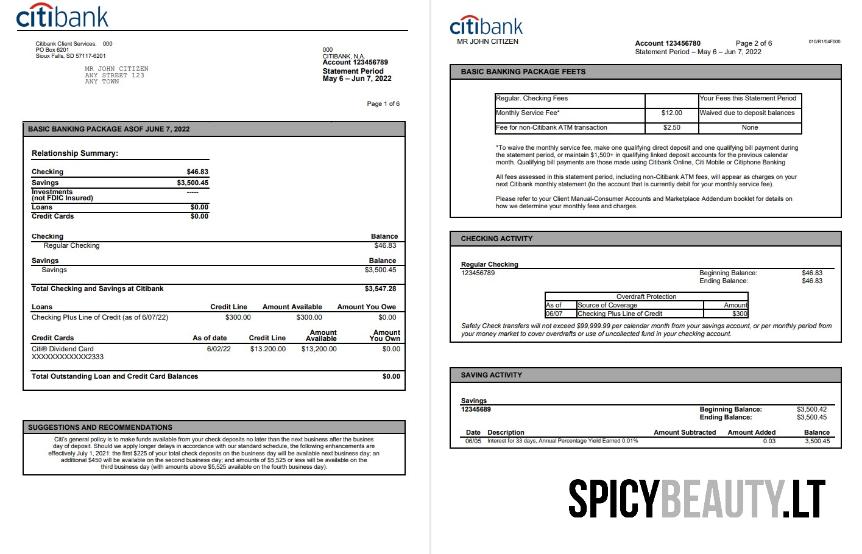 citibank
Citibank Client Services   000
PO Box 6201
Sioux Falls, SD 57117-6201
000
CITIBANK, N.A.
Account 123456789
Statement Period
May 6 – Jun 7, 2022
MR JOHN CITIZEN
ANY STREET 123
ANY TOWN
Page 1 of 6
BASIC BANKING PACKAGE ASOF JUNE 7, 2022
Relationship Summary:
Checking $46.83
Savings $3,500.45
Investments -----
(not FDIC Insured)
Loans $0.00
Credit Cards $0.00
Checking Balance
Regular Checking $46.83
Savings Balance
Savings $3,500.45
Total Checking and Savings at Citibank $3,547.28
Loans Credit Line Amount Available Amount You Owe
Checking Plus Line of Credit (as of 6/07/22) $300.00 $300.00 $0.00
Credit Cards As of date Credit Line Amount Available Amount You Own
Citi® Dividend Card 6/02/22 $13.200.00 $13,200.00 $0.00
XXXXXXXXXXXX2333
Total Outstanding Loan and Credit Card Balances $0.00
SUGGESTIONS AND RECOMMENDATIONS
Citi's general policy is to make funds available from your check deposits no later than the next business after the busines
day of deposit. Should we apply longer delays in accordance with our standard schedule, the following enhancements are
effectively July 1, 2021: the first $225 of your total check deposits on the business day will be available next business day; an
additional $450 will be available on the second business day; and amounts of $5,525 or less will be available on the
third business day (with amounts above $5,525 available on the fourth business day).
citibank
MR JOHN CITIZEN
Account 123456780 Page 2 of 6
Statement Period – May 6 – Jun 7, 2022
BASIC BANKING PACKAGE FEETS
Regular. Checking Fees Your Fees this Statement Period
Monthly Service Fee* $12.00 Waived due to deposit balances
Fee for non-Citibank ATM transaction $2.50 None
*To waive the monthly service fee, make one qualifying direct deposit and one qualifying bill payment during
the statement period, or maintain $1,500+ in qualifying linked deposit accounts for the previous calendar
month. Qualifying bill payments are those made using Citibank Online, Citi Mobile or Citiphone Banking
All fees assessed in this statement period, including non-Citibank ATM fees, will appear as charges on your
next Citibank monthly statement (to the account that is currently debit for your monthly service fee).
Please refer to your Client Manual-Consumer Accounts and Marketplace Addendum booklet for details on
how we determine your monthly fees and charges.
CHECKING ACTIVITY
Regular Checking
123456789 Beginning Balance: $46.83
Ending Balance: $46.83
Overdraft Protection
As of Source of Coverage Amount
06/07 Checking Plus Line of Credit $300
Safety Check transfers will not exceed $99,999.99 per calender month from your savings account, or per monthly period from
your money market to cover overdrafts or use of uncollected fund in your checking account.
SAVING ACTIVITY
Savings
12345689 Beginning Balance: $3,500.42
Ending Balance: $3,500.45
Date Description Amount Subtracted Amount Added Balance
06/05 Interest for 33 days, Annual Percentage Yield Earned 0.01% 0.03 3,500.45
SPICYBEAUTY.LT